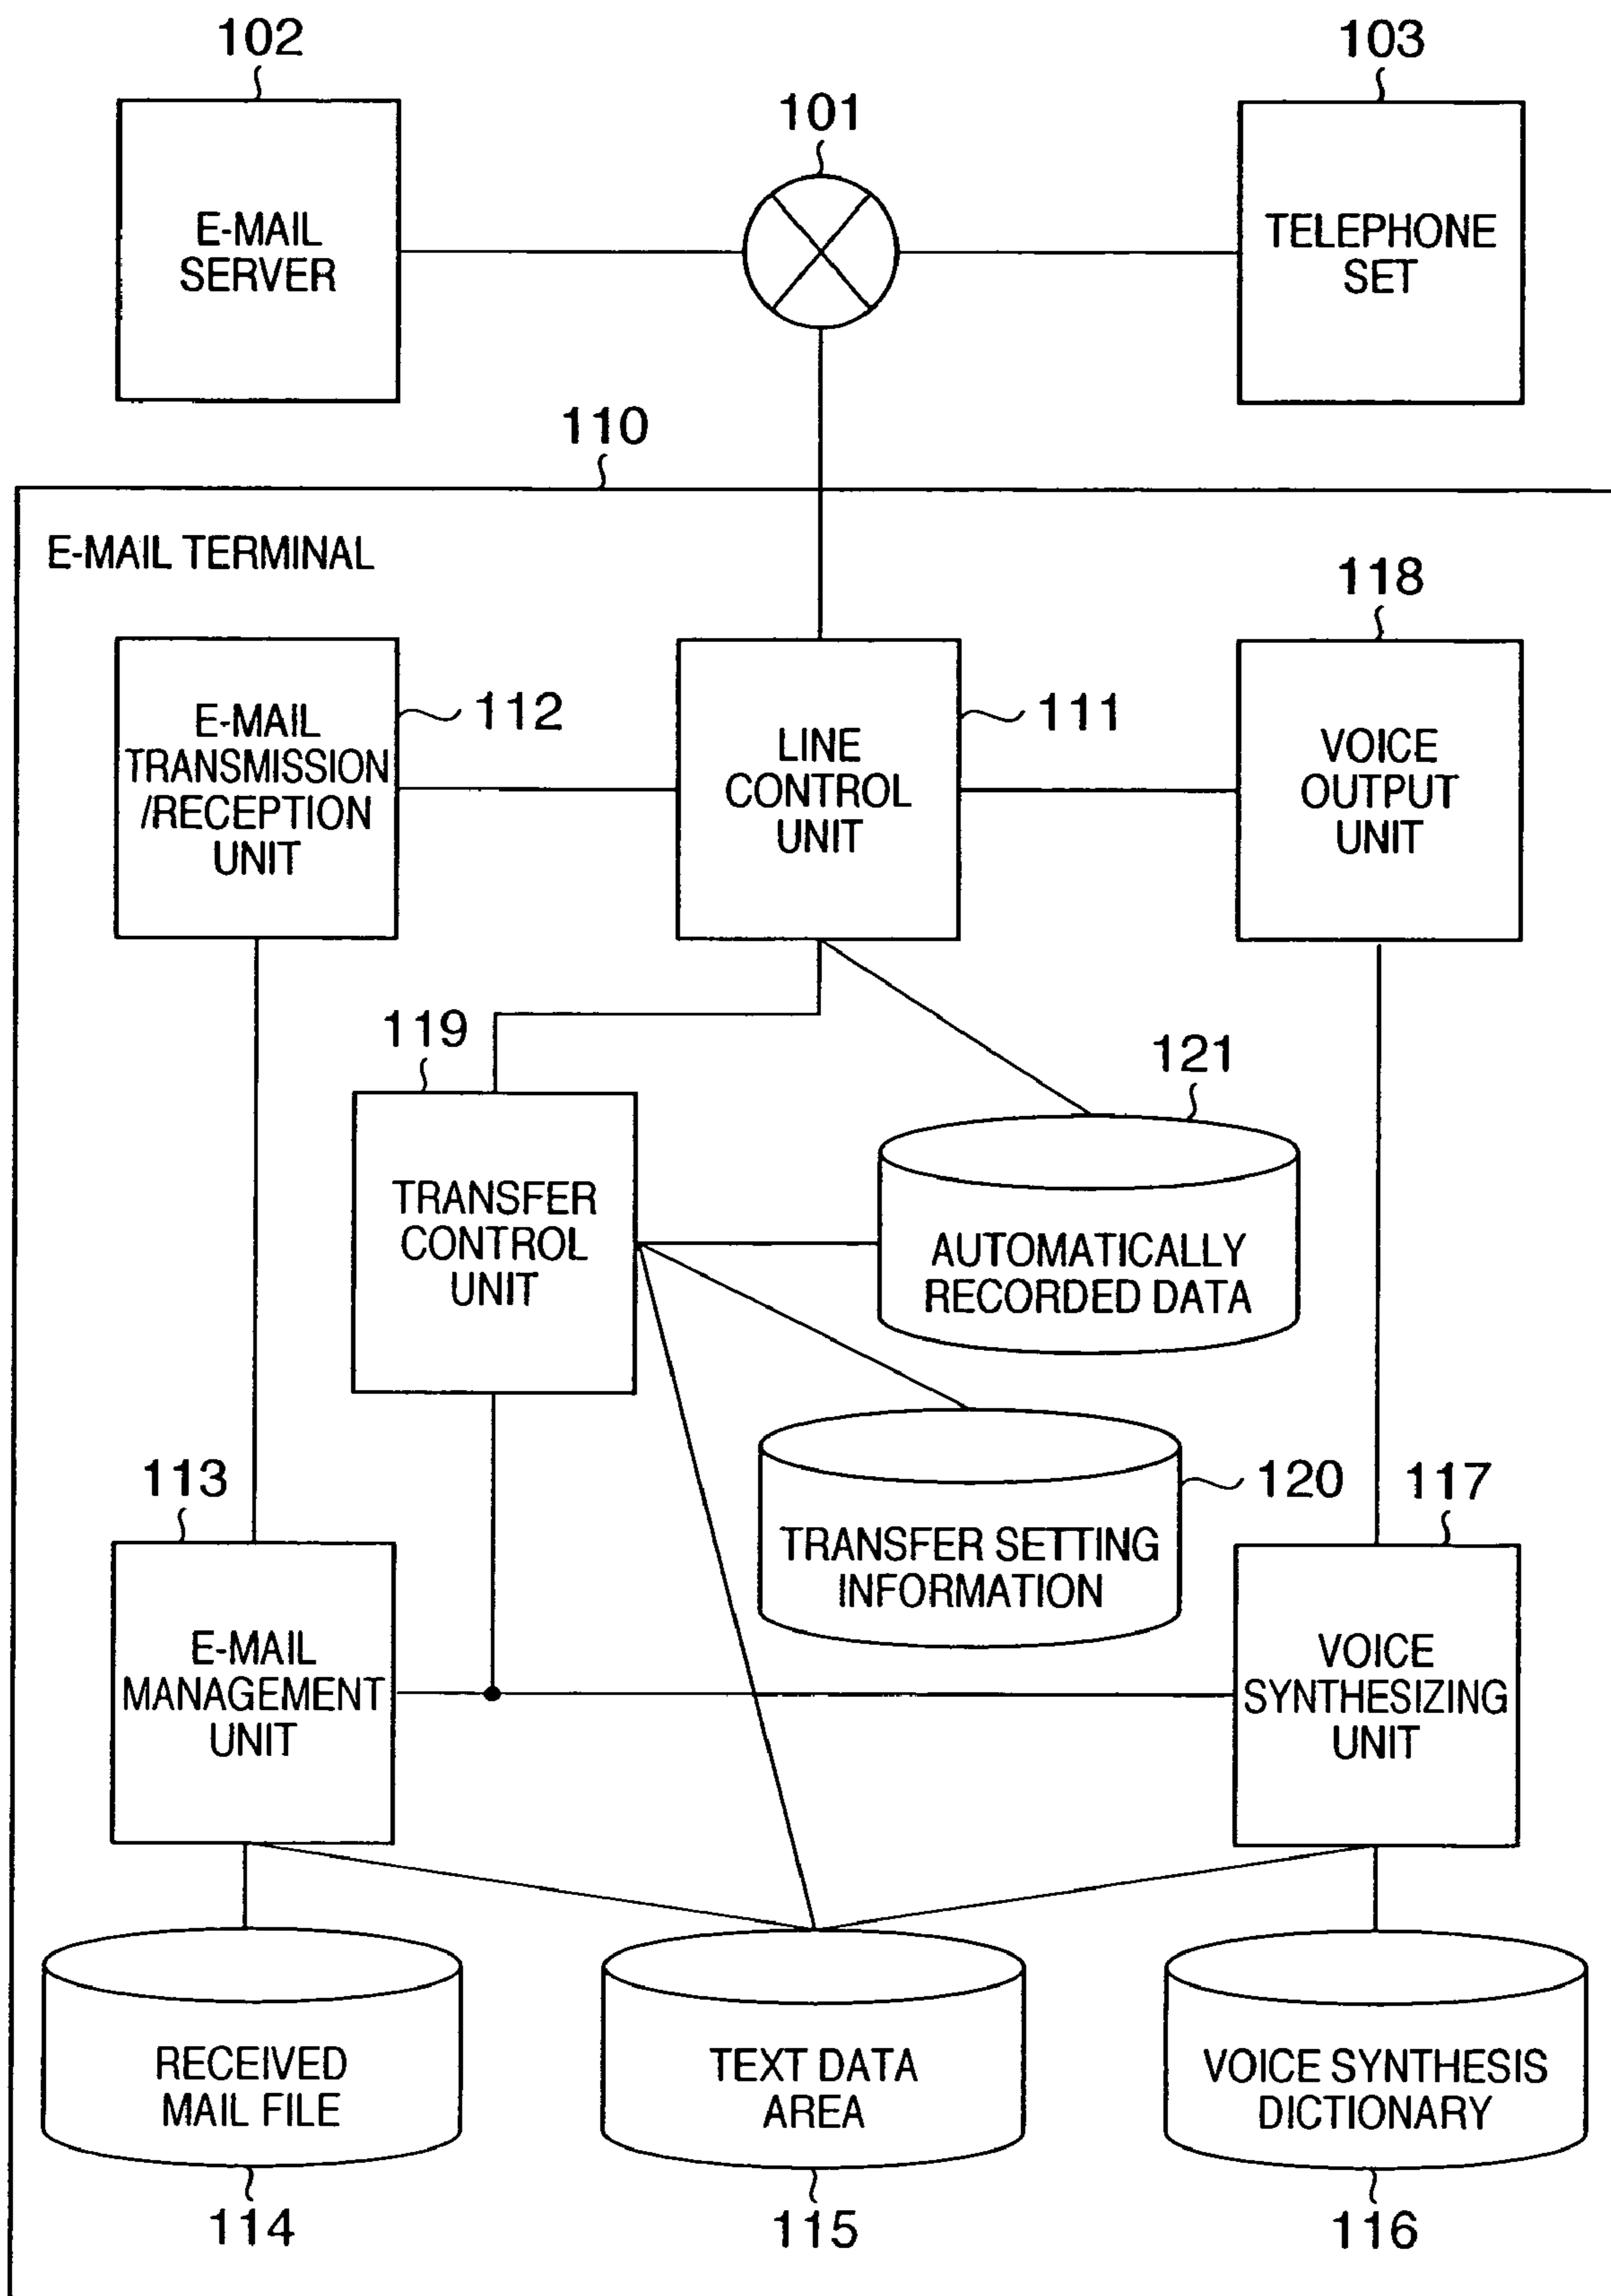 102
103
101
E-MAIL
SERVER
TELEPHONE
SET
110
E-MAIL TERMINAL
118
E-MAIL
TRANSMISSION
/RECEPTION
UNIT
112
LINE
CONTROL
UNIT
111
VOICE
OUTPUT
UNIT
119
121
TRANSFER
CONTROL
UNIT
AUTOMATICALLY
RECORDED DATA
113
120
117
TRANSFER SETTING
INFORMATION
E-MAIL
MANAGEMENT
UNIT
VOICE
SYNTHESIZING
UNIT
RECEIVED
MAIL FILE
TEXT DATA
AREA
VOICE SYNTHESIS
DICTIONARY
114
115
116